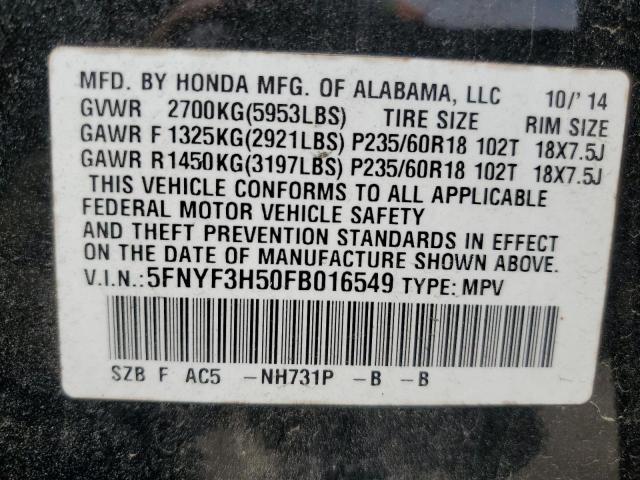 MFD. BY HONDA MFG. OF ALABAMA, LLC 10/'14
GVWR 2700KG(5953LBS) TIRE SIZE RIM SIZE
GAWR F 1325KG(2921LBS) P235/60R18 102T 18X7.5J
GAWR R1450KG(3197LBS) P235/60R18 102T 18X7.5J
THIS VEHICLE CONFORMS TO ALL APPLICABLE
FEDERAL MOTOR VEHICLE SAFETY
AND THEFT PREVENTION STANDARDS IN EFFECT
ON THE DATE OF MANUFACTURE SHOWN ABOVE.
V.I.N.: 5FNYF3H50FB016549 TYPE: MPV
SZB F AC5 -NH731P -B -B